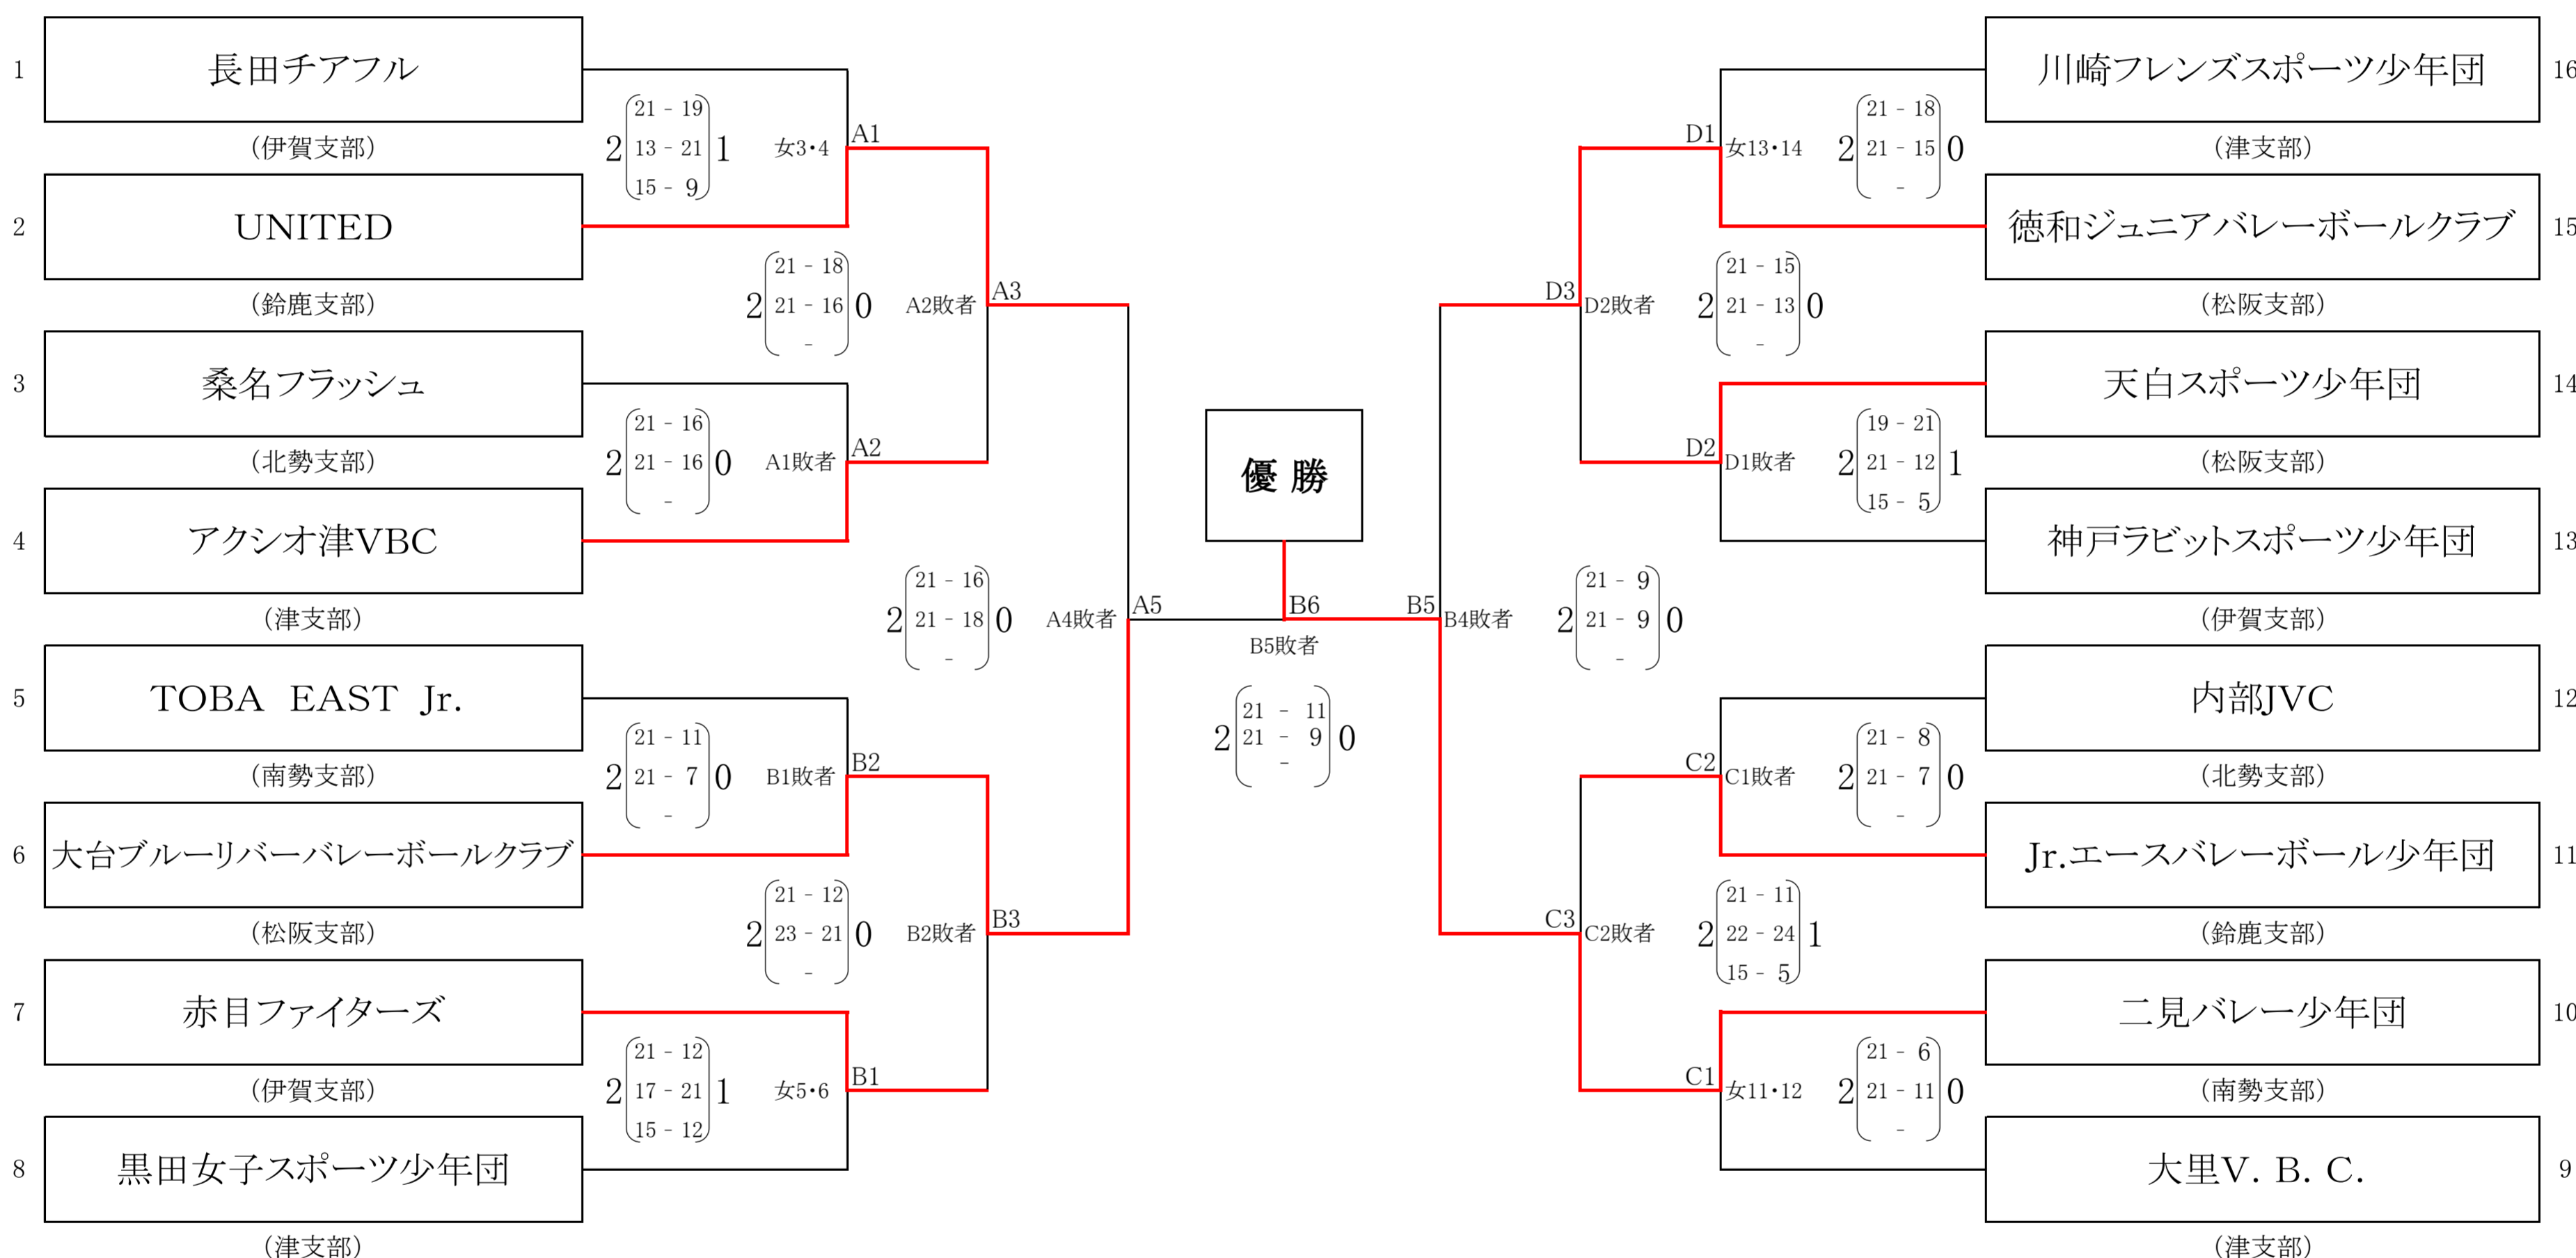 1
長田チアフル
(伊賀支部)
2
UNITED
(鈴鹿支部)
3
桑名フラッシュ
(北勢支部)
4
アクシオ津VBC
(津支部)
5
TOBA EAST Jr.
(南勢支部)
6
大台ブルーリバーバレーボールクラブ
(松阪支部)
7
赤目ファイターズ
(伊賀支部)
8
黒田女子スポーツ少年団
(津支部)
21 - 19
2 13 - 21 1
15 - 9
女3・4
A1
21 - 16
2 21 - 16 0
-
A1敗者
A2
21 - 11
2 21 - 7 0
-
B1敗者
B2
21 - 12
2 17 - 21 1
15 - 12
女5・6
B1
21 - 18
2 21 - 16 0
-
A2敗者
A3
21 - 12
2 23 - 21 0
-
B2敗者
B3
21 - 16
2 21 - 18 0
-
A4敗者
A5
優勝
B6
B5敗者
21 - 11
2 21 - 9 0
-
B5
B4敗者
21 - 9
2 21 - 9 0
-
D3
D2敗者
21 - 15
2 21 - 13 0
-
C3
C2敗者
21 - 11
2 22 - 24 1
15 - 5
D1
女13・14
21 - 18
2 21 - 15 0
-
D2
D1敗者
19 - 21
2 21 - 12 1
15 - 5
C2
C1敗者
21 - 8
2 21 - 7 0
-
C1
女11・12
21 - 6
2 21 - 11 0
-
川崎フレンズスポーツ少年団
16
(津支部)
徳和ジュニアバレーボールクラブ
15
(松阪支部)
天白スポーツ少年団
14
(松阪支部)
神戸ラビットスポーツ少年団
13
(伊賀支部)
内部JVC
12
(北勢支部)
Jr.エースバレーボール少年団
11
(鈴鹿支部)
二見バレー少年団
10
(南勢支部)
大里V. B. C.
9
(津支部)